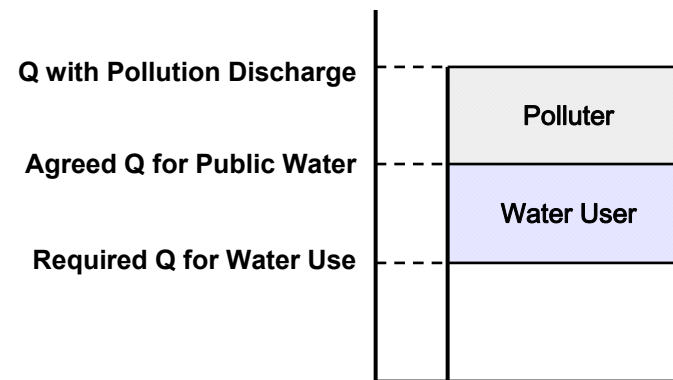 Q with Pollution Discharge
Polluter
Agreed Q for Public Water
Water User
Required Q for Water Use